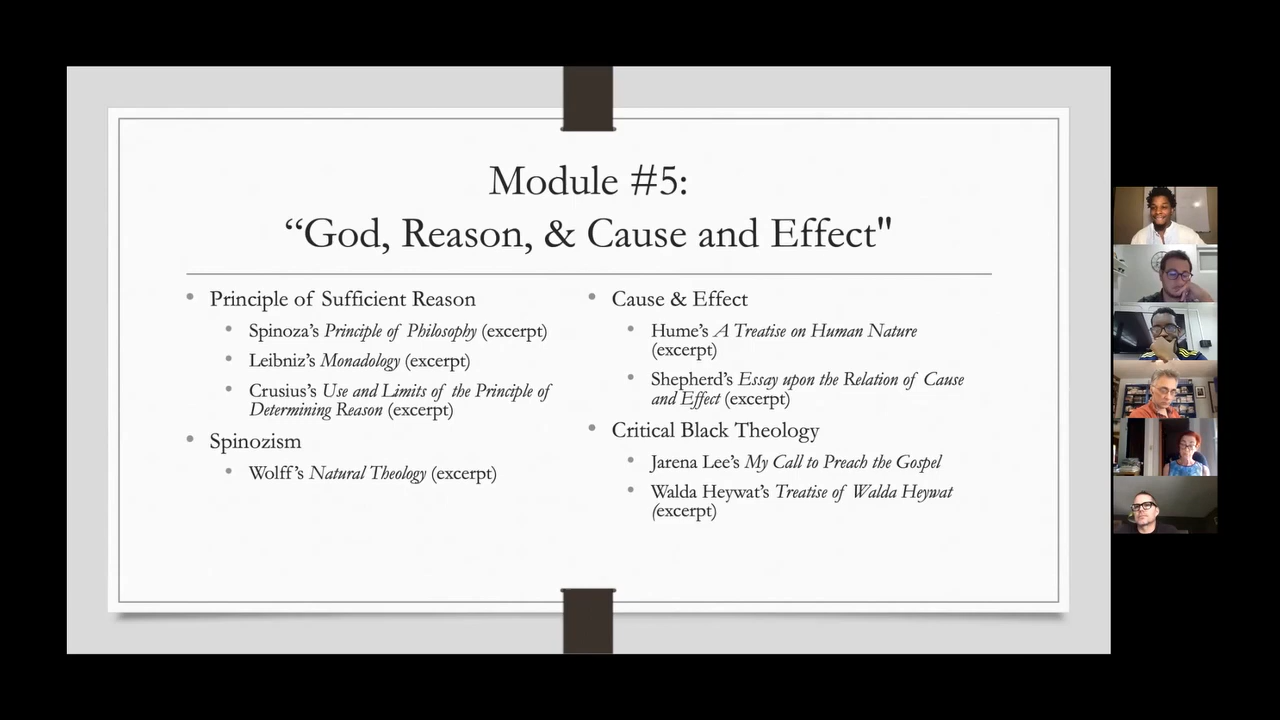 Module #5:
“God, Reason, & Cause and Effect"
• Principle of Sufficient Reason
• Spinoza’s Principle of Philosophy (excerpt)
• Leibniz’s Monadology (excerpt)
• Crusius’s Use and Limits of the Principle of
Determining Reason (excerpt)
• Spinozism
• Wolff’s Natural Theology (excerpt)
• Cause & Effect
• Hume’s A Treatise on Human Nature
(excerpt)
• Shepherd’s Essay upon the Relation of Cause
and Effect (excerpt)
• Critical Black Theology
• Jarena Lee’s My Call to Preach the Gospel
• Walda Heywat’s Treatise of Walda Heywat
(excerpt)